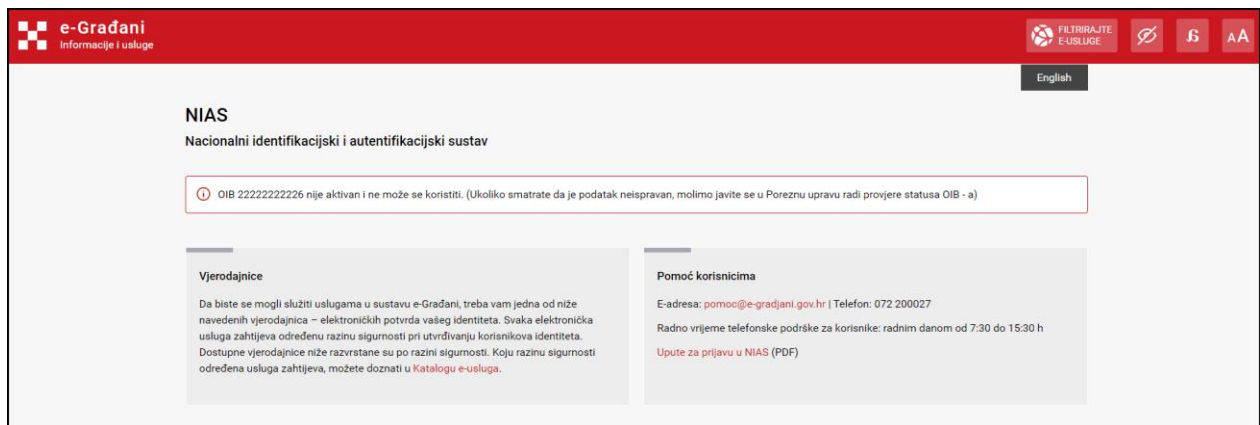 e-Građani
Informacije i usluge
FILTRIRAJTE
E-USLUGE
AA
English
NIAS
Nacionalni identifikacijski i autentifikacijski sustav
OIB 22222222226 nije aktivan i ne može se koristiti. (Ukoliko smatrate da je podatak neispravan, molimo javite se u Poreznu upravu radi provjere statusa OIB - a)
Vjerodajnice
Da biste se mogli služiti uslugama u sustavu e-Građani, treba vam jedna od niže
navedenih vjerodajnica – elektroničkih potvrda vašeg identiteta. Svaka elektronička
usluga zahtijeva određenu razinu sigurnosti pri utvrđivanju korisnikova identiteta.
Dostupne vjerodajnice niže razvrstane su po razini sigurnosti. Koju razinu sigurnosti
određena usluga zahtijeva, možete doznati u Katalogu e-usluga.
Pomoć korisnicima
E-adresa: pomoc@e-gradjani.gov.hr | Telefon: 072 200027
Radno vrijeme telefonske podrške za korisnike: radnim danom od 7:30 do 15:30 h
Upute za prijavu u NIAS (PDF)